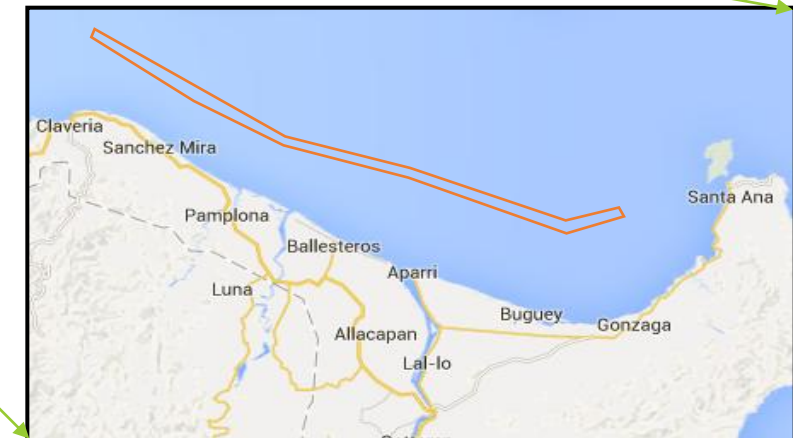 Claveria
Sanchez Mira
Santa Ana
Pamplona
Ballesteros
Aparri
Luna
Buguey
Gonzaga
Allacapan
Lal-lo